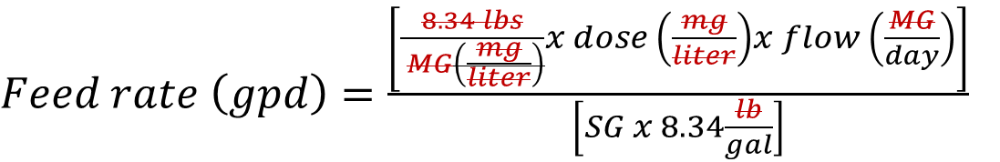 Feed rate (gpd) = [8.34 lbs / MG(mg/liter) x dose (mg/liter) x flow (MG/day)] / [SG x 8.34 lb/gal]